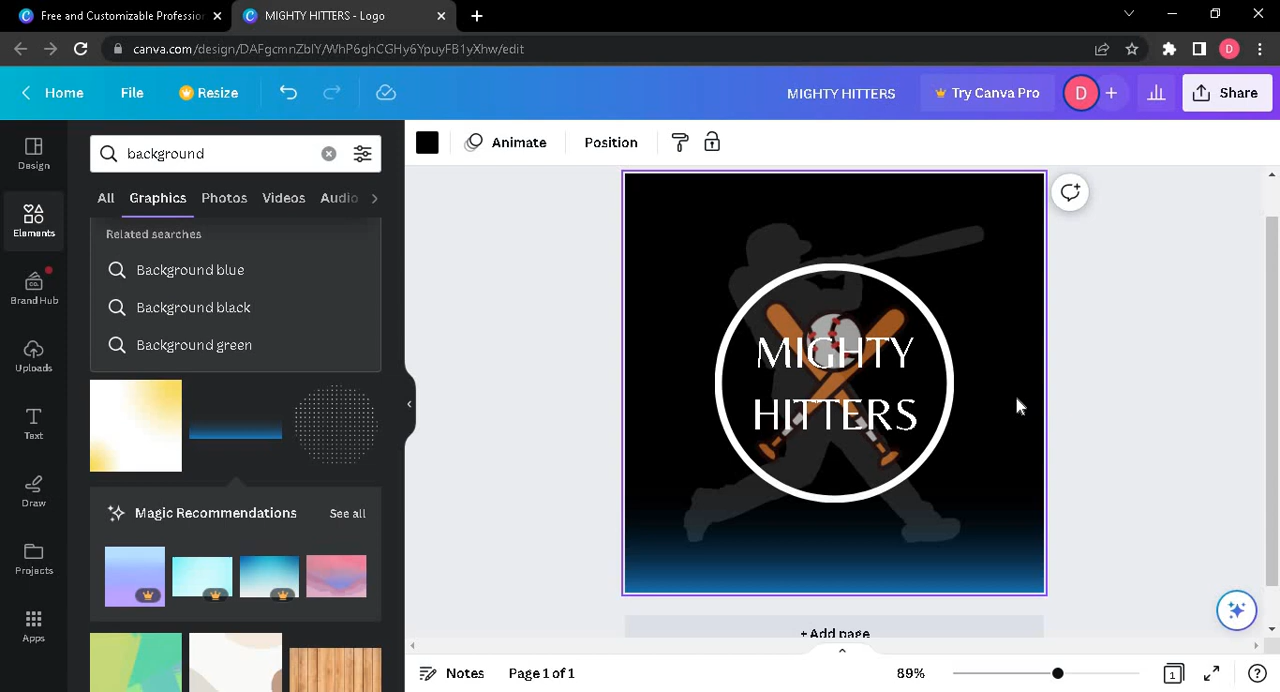 Free and Customizable Professio
MIGHTY HITTERS - Logo
canva.com/design/DAFgcmnZbIY/WhP6ghCGHy6YpuyFB1yXhw/edit
D
Home
File
Resize
MIGHTY HITTERS
D
+
Try Canva Pro
Share
Design
Elements
Brand Hub
CO.
Uploads
Text
Draw
Projects
Apps
background
All
Graphics
Photos
Videos
Audio
Related searches
Background blue
Background black
Background green
Magic Recommendations
See all
Animate
Position
MIGHTY
HITTERS
+ Add page
Notes
Page 1 of 1
89%
1